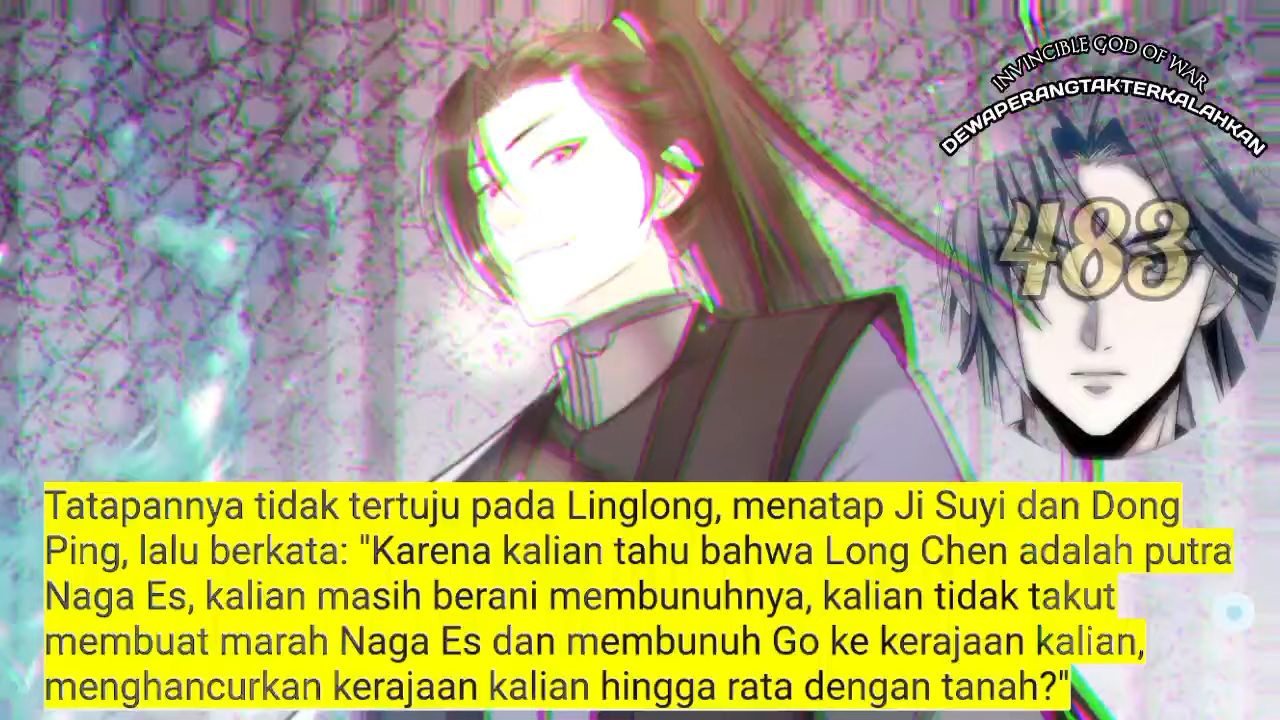 INVINCIBLE GOD OF WAR
DEWAPERANGTAKTERKALAHKAN
483
Tatapannya tidak tertuju pada Linglong, menatap Ji Suyi dan Dong
Ping, lalu berkata: "Karena kalian tahu bahwa Long Chen adalah putra
Naga Es, kalian masih berani membunuhnya, kalian tidak takut
membuat marah Naga Es dan membunuh Go ke kerajaan kalian,
menghancurkan kerajaan kalian hingga rata dengan tanah?"